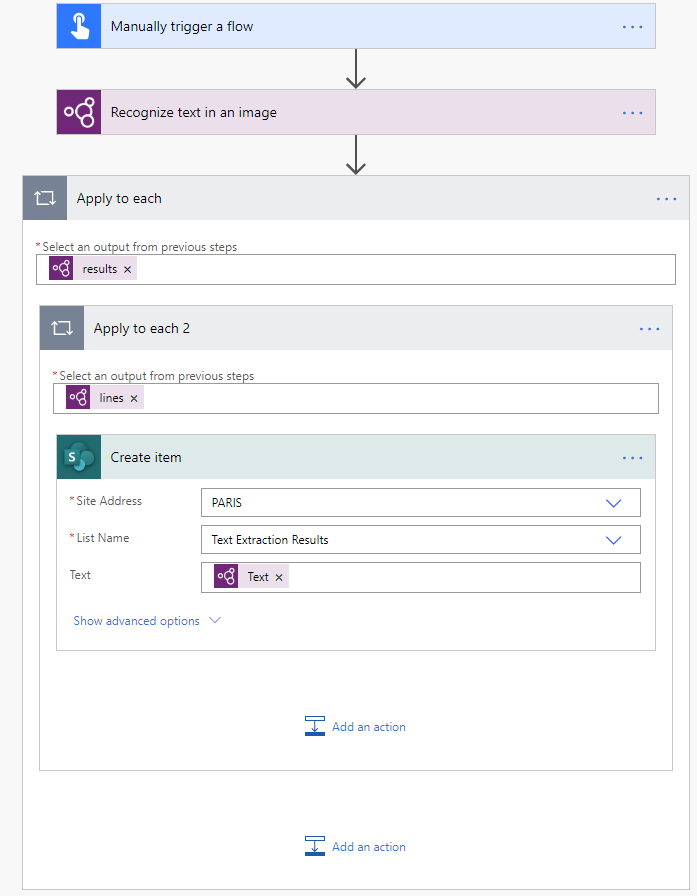 Manually trigger a flow
Recognize text in an image
Apply to each
*Select an output from previous steps
results ×
Apply to each 2
*Select an output from previous steps
lines ×
S Create item
*Site Address PARIS
*List Name Text Extraction Results
Text Text ×
Show advanced options
Add an action
Add an action